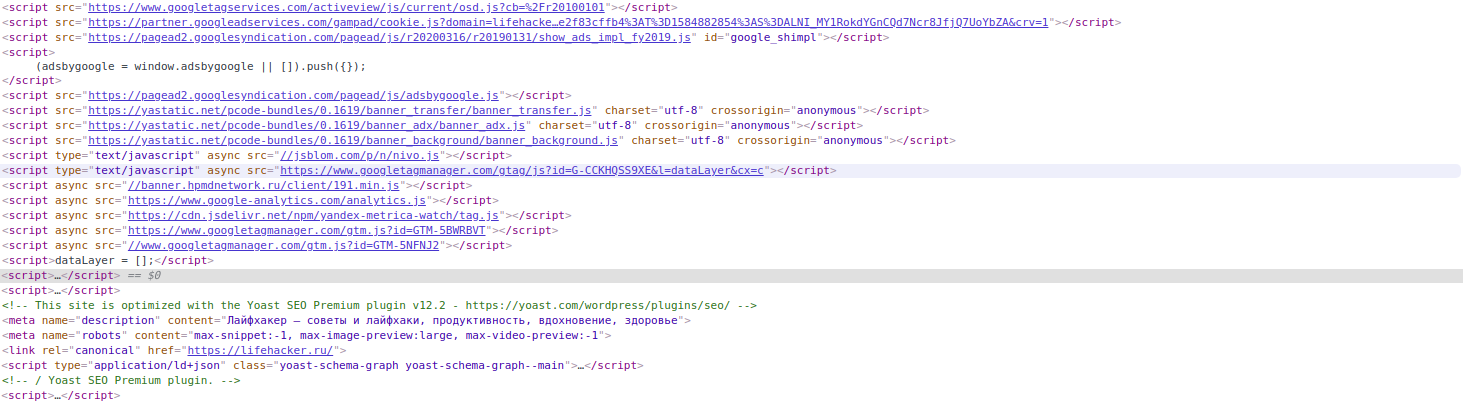 <script src="https://www.googletagservices.com/activeview/js/current/osd.js?cb=%2Fr20100101"></script>
<script src="https://partner.googleadservices.com/gampad/cookie.js?domain=lifehacke…e2f83cffb4%3AT%3D1584882854%3AS%3DALNI_MY1RokdYGnCQd7Ncr8JfjQ7UoYbZA&crv=1"></script>
<script src="https://pagead2.googlesyndication.com/pagead/js/r20200316/r20190131/show_ads_impl_fy2019.js" id="google_shimpl"></script>
<script>
(adsbygoogle = window.adsbygoogle || []).push({});
</script>
<script src="https://pagead2.googlesyndication.com/pagead/js/adsbygoogle.js"></script>
<script src="https://yastatic.net/pcode-bundles/0.1619/banner_transfer/banner_transfer.js" charset="utf-8" crossorigin="anonymous"></script>
<script src="https://yastatic.net/pcode-bundles/0.1619/banner_adx/banner_adx.js" charset="utf-8" crossorigin="anonymous"></script>
<script src="https://yastatic.net/pcode-bundles/0.1619/banner_background/banner_background.js" charset="utf-8" crossorigin="anonymous"></script>
<script type="text/javascript" async src="//jsblom.com/p/n/nivo.js"></script>
<script type="text/javascript" async src="https://www.googletagmanager.com/gtag/js?id=G-CCKHQSS9XE&l=dataLayer&cx=c"></script>
<script async src="//banner.hpmdnetwork.ru/client/191.min.js"></script>
<script async src="https://www.google-analytics.com/analytics.js"></script>
<script async src="https://cdn.jsdelivr.net/npm/yandex-metrica-watch/tag.js"></script>
<script async src="https://www.googletagmanager.com/gtm.js?id=GTM-5BWRBVT"></script>
<script async src="//www.googletagmanager.com/gtm.js?id=GTM-5NFNJ2"></script>
<script>dataLayer = [];</script>
<script>…</script> == $0
<script>…</script>
<!-- This site is optimized with the Yoast SEO Premium plugin v12.2 - https://yoast.com/wordpress/plugins/seo/ -->
<meta name="description" content="Лайфхакер — советы и лайфхаки, продуктивность, вдохновение, здоровье">
<meta name="robots" content="max-snippet:-1, max-image-preview:large, max-video-preview:-1">
<link rel="canonical" href="https://lifehacker.ru/">
<script type="application/ld+json" class="yoast-schema-graph yoast-schema-graph--main">…</script>
<!-- / Yoast SEO Premium plugin. -->
<script>…</script>